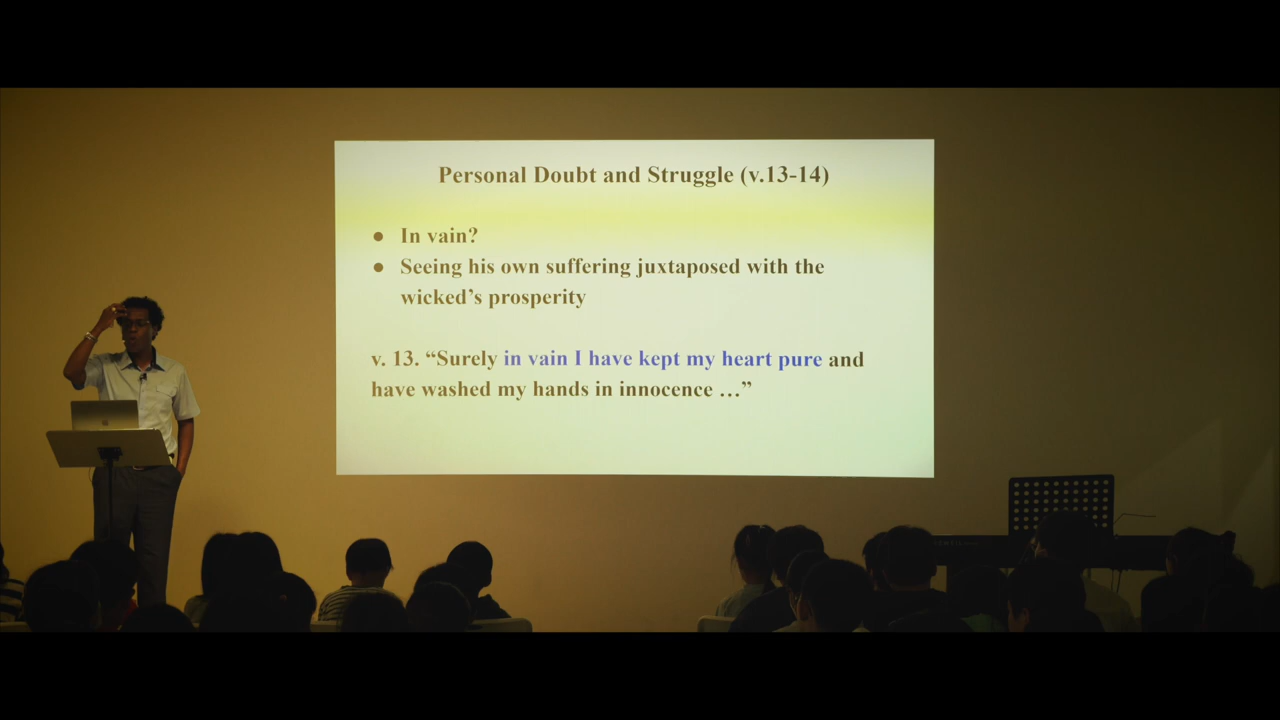 Personal Doubt and Struggle (v.13-14)
● In vain?
● Seeing his own suffering juxtaposed with the
wicked’s prosperity
v. 13. “Surely in vain I have kept my heart pure and
have washed my hands in innocence …”